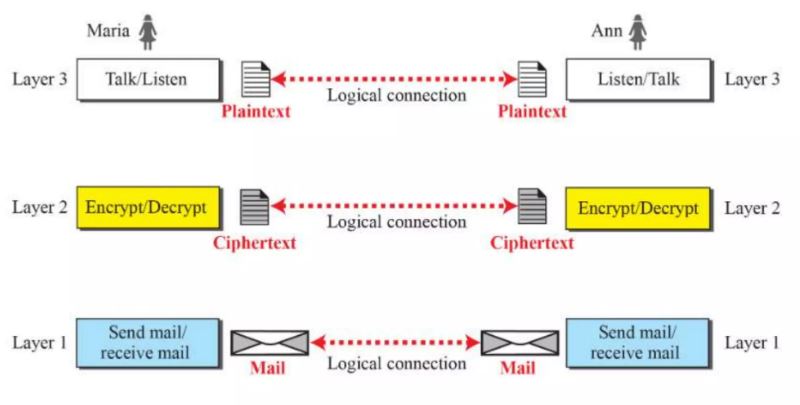 Maria
Ann
Layer 3
Talk/Listen
Logical connection
Listen/Talk
Layer 3
Plaintext
Plaintext
Layer 2
Encrypt/Decrypt
Logical connection
Encrypt/Decrypt
Layer 2
Ciphertext
Ciphertext
Layer 1
Send mail/
receive mail
Logical connection
Send mail/
receive mail
Layer 1
Mail
Mail